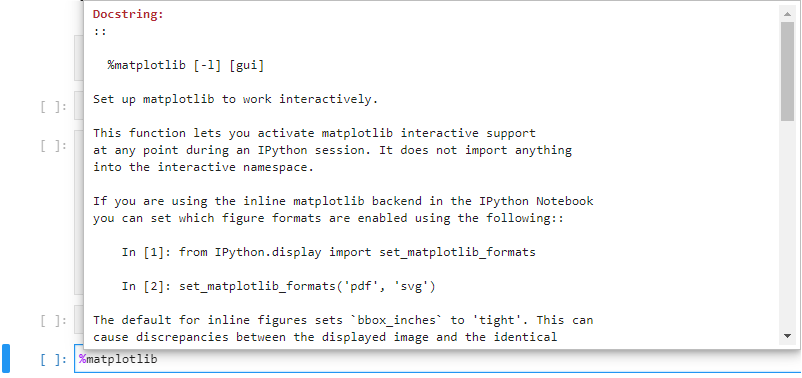 Docstring:
::
%matplotlib [-l] [gui]
Set up matplotlib to work interactively.
This function lets you activate matplotlib interactive support
at any point during an IPython session. It does not import anything
into the interactive namespace.
If you are using the inline matplotlib backend in the IPython Notebook
you can set which figure formats are enabled using the following::
In [1]: from IPython.display import set_matplotlib_formats
In [2]: set_matplotlib_formats('pdf', 'svg')
The default for inline figures sets `bbox_inches` to 'tight'. This can
cause discrepancies between the displayed image and the identical
[ ]:
[ ]:
[ ]:
[ ]: %matplotlib